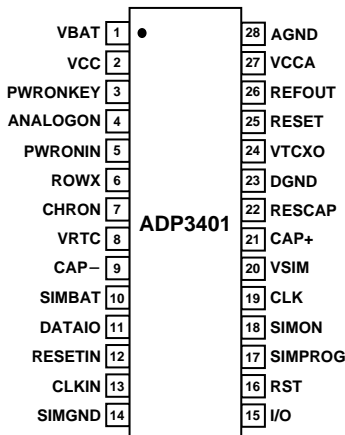 VBAT 1 28 AGND
VCC 2 27 VCCA
PWRONKEY 3 26 REFOUT
ANALOGON 4 25 RESET
PWRONIN 5 24 VTCXO
ROWX 6 23 DGND
CHRON 7 22 RESCAP
ADP3401
VRTC 8 21 CAP+
CAP− 9 20 VSIM
SIMBAT 10 19 CLK
DATAIO 11 18 SIMON
RESETIN 12 17 SIMPROG
CLKIN 13 16 RST
SIMGND 14 15 I/O